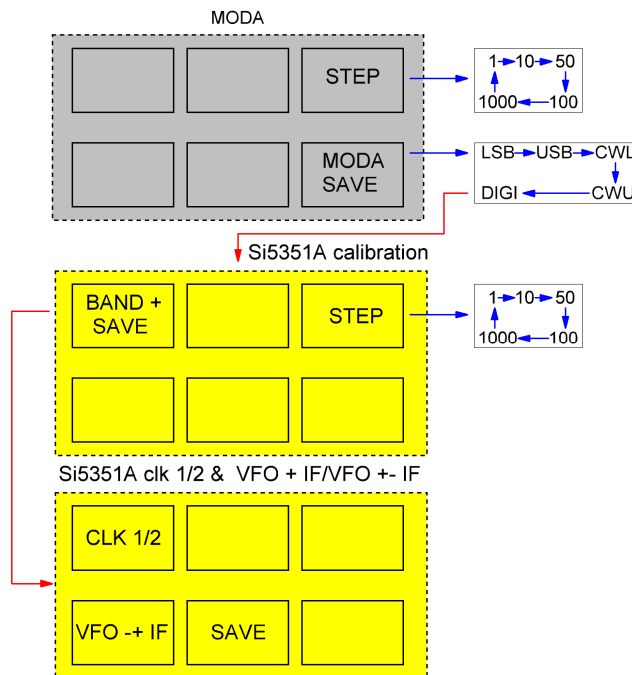 MODA
STEP
1 10 50
1000 100
MODA
SAVE
LSB USB CWL
DIGI CWU
Si5351A calibration
BAND +
SAVE
STEP
1 10 50
1000 100
Si5351A clk 1/2 & VFO + IF/VFO +- IF
CLK 1/2
VFO -+ IF
SAVE